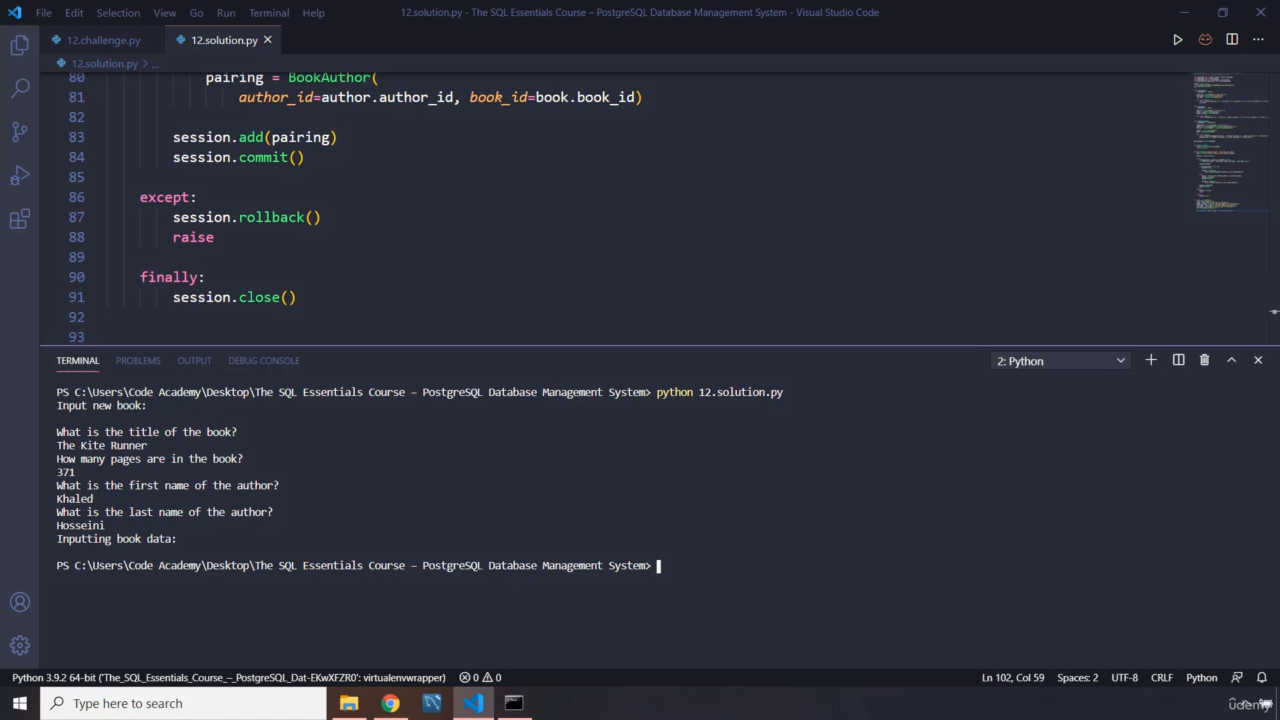 File Edit Selection View Go Run Terminal Help 12.solution.py - The SQL Essentials Course – PostgreSQL Database Management System - Visual Studio Code
12.challenge.py 12.solution.py
12.solution.py > ...
80 pairing = BookAuthor(
81 author_id=author.author_id, book_id=book.book_id)
82
83 session.add(pairing)
84 session.commit()
85
86 except:
87 session.rollback()
88 raise
89
90 finally:
91 session.close()
92
93
TERMINAL PROBLEMS OUTPUT DEBUG CONSOLE 2: Python
PS C:\Users\Code Academy\Desktop\The SQL Essentials Course – PostgreSQL Database Management System> python 12.solution.py
Input new book:
What is the title of the book?
The Kite Runner
How many pages are in the book?
371
What is the first name of the author?
Khaled
What is the last name of the author?
Hosseini
Inputting book data:
PS C:\Users\Code Academy\Desktop\The SQL Essentials Course – PostgreSQL Database Management System>
Python 3.9.2 64-bit ('The_SQL_Essentials_Course_–_PostgreSQL_Dat-EKwXFZR0': virtualenvwrapper) 0 0 Ln 102, Col 59 Spaces: 2 UTF-8 CRLF Python
Type here to search
udemy